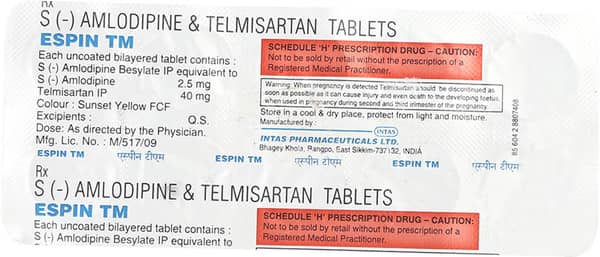 Rx
S (-) AMLODIPINE & TELMISARTAN TABLETS
ESPIN TM
Each uncoated bilayered tablet contains :
S (-) Amlodipine Besylate IP equivalent to
S (-) Amlodipine 2.5 mg
Telmisartan IP 40 mg
Colour : Sunset Yellow FCF
Excipients : Q.S.
Dose: As directed by the Physician.
Mfg. Lic. No. : M/517/09
SCHEDULE 'H' PRESCRIPTION DRUG – CAUTION:
Not to be sold by retail without the prescription of a
Registered Medical Practitioner.
Warning: When pregnancy is detected Telmisartan should be discontinued as
soon as possible as it can cause injury and even death to the developing foetus,
when used in pregnancy during second and third trimester of the pregnancy.
Store in a cool & dry place, protect from light and moisture.
Manufactured by :
INTAS
INTAS PHARMACEUTICALS LTD.
Bhagey Khola, Rangpo, East Sikkim-737132, INDIA
85 604 2 8807408
ESPIN TM एस्पीन टीएम ESPIN TM एस्पीन टीएम ESPIN TM एस्पीन टीएम ESPIN TM एस्पीन टीएम
Rx
S (-) AMLODIPINE & TELMISARTAN TABLETS
ESPIN TM
Each uncoated bilayered tablet contains :
S (-) Amlodipine Besylate IP equivalent to
SCHEDULE 'H' PRESCRIPTION DRUG – CAUTION:
Not to be sold by retail without the prescription of a
Registered Medical Practitioner.